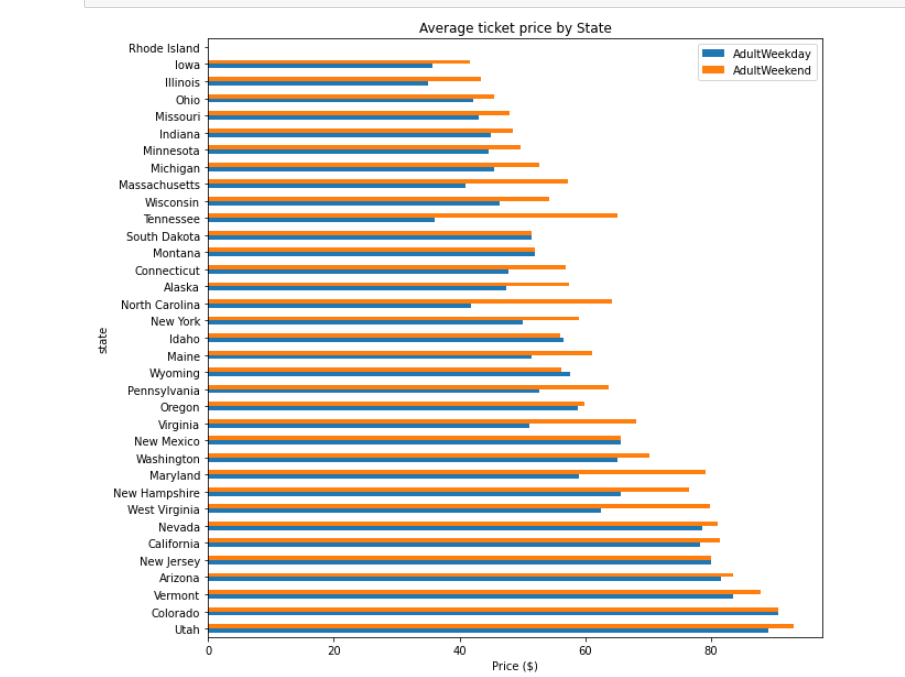 Average ticket price by State
AdultWeekday
AdultWeekend
Rhode Island
Iowa
Illinois
Ohio
Missouri
Indiana
Minnesota
Michigan
Massachusetts
Wisconsin
Tennessee
South Dakota
Montana
Connecticut
Alaska
North Carolina
New York
Idaho
Maine
Wyoming
Pennsylvania
Oregon
Virginia
New Mexico
Washington
Maryland
New Hampshire
West Virginia
Nevada
California
New Jersey
Arizona
Vermont
Colorado
Utah
state
0 20 40 60 80
Price ($)